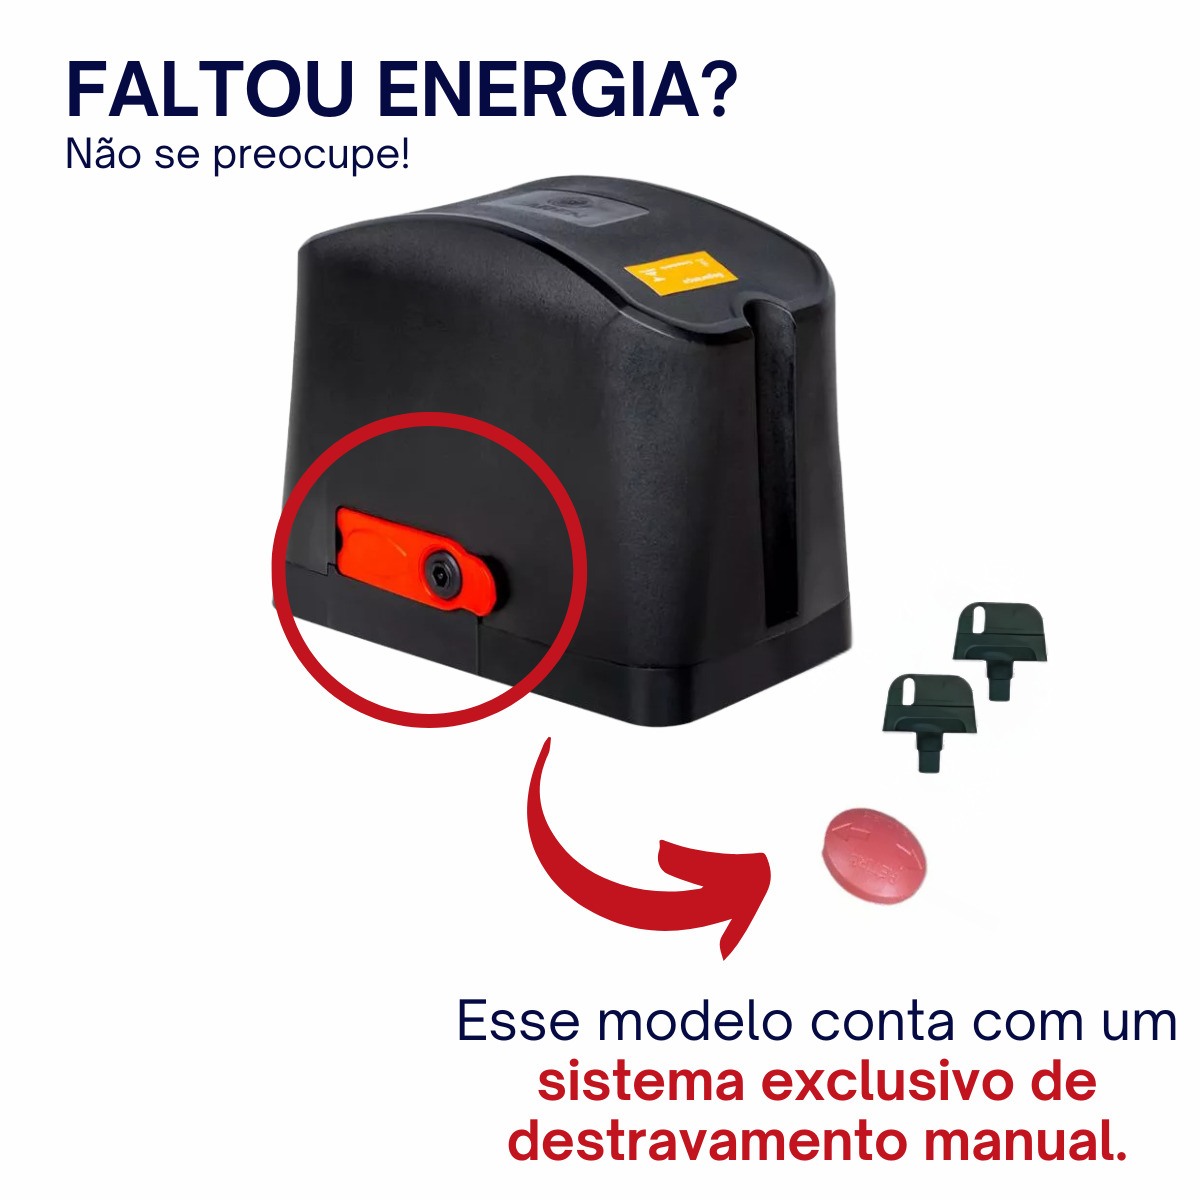 FALTOU ENERGIA?
Não se preocupe!
Esse modelo conta com um
sistema exclusivo de
destravamento manual.